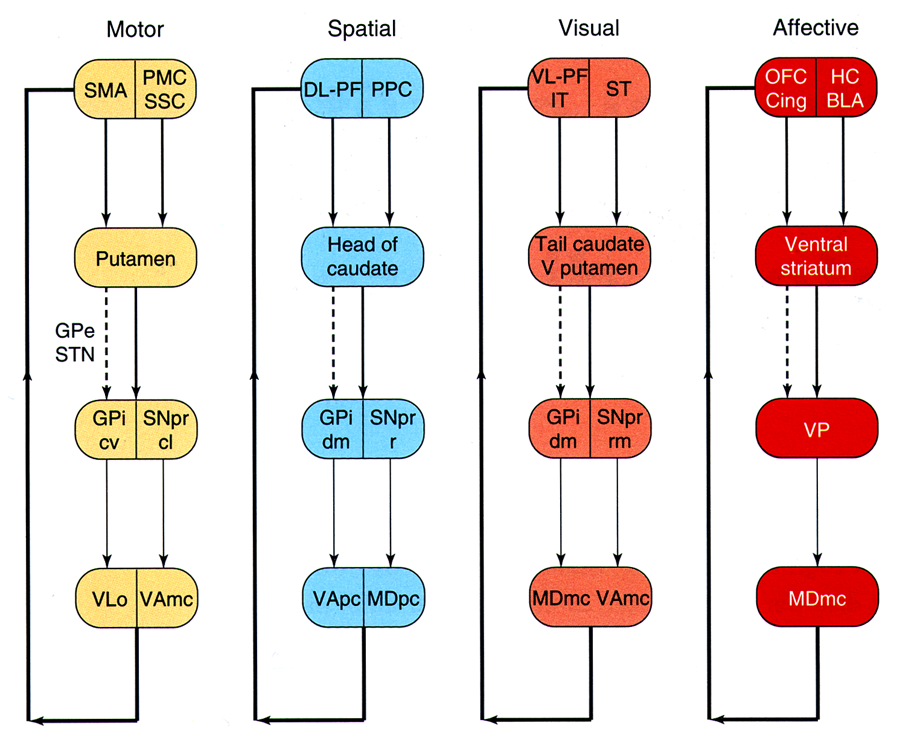 Motor
SMA
PMC
SSC
Putamen
GPe
STN
GPi
cv
SNpr
cl
VLo
VAmc
Spatial
DL-PF
PPC
Head of
caudate
GPi
dm
SNpr
r
VApc
MDpc
Visual
VL-PF
IT
ST
Tail caudate
V putamen
GPi
dm
SNpr
rm
MDmc
VAmc
Affective
OFC
Cing
HC
BLA
Ventral
striatum
VP
MDmc